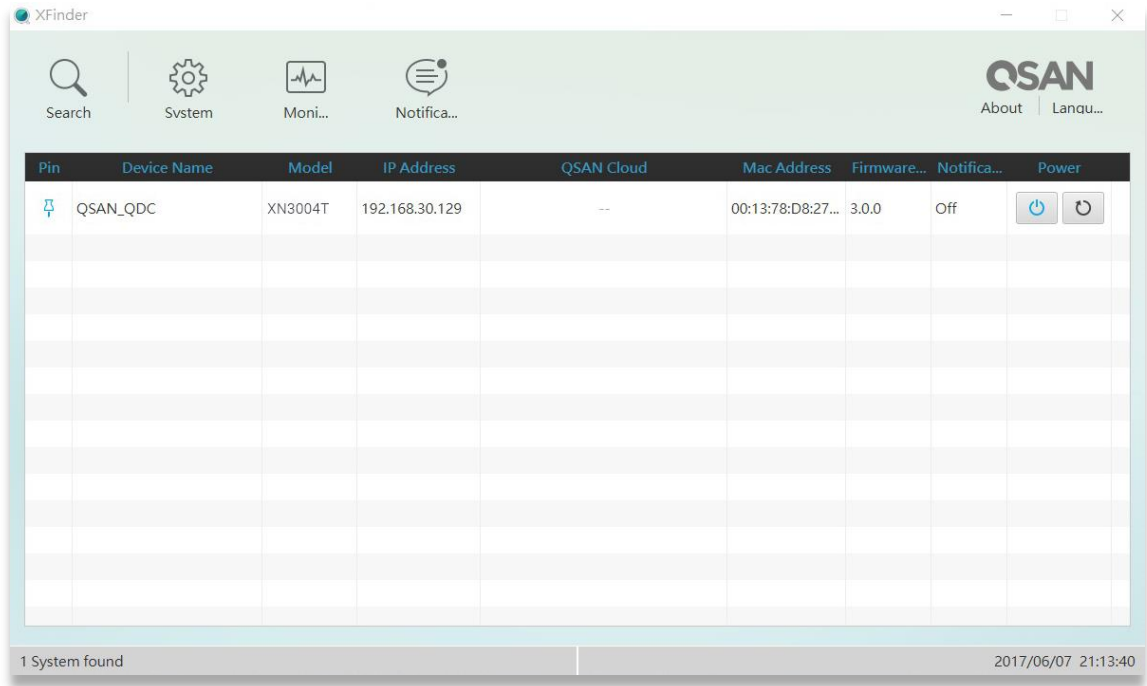 XFinder
QSAN
Search System Moni... Notifica... About Langu...
Pin Device Name Model IP Address QSAN Cloud Mac Address Firmware... Notifica... Power
QSAN_QDC XN3004T 192.168.30.129 -- 00:13:78:D8:27... 3.0.0 Off
1 System found 2017/06/07 21:13:40